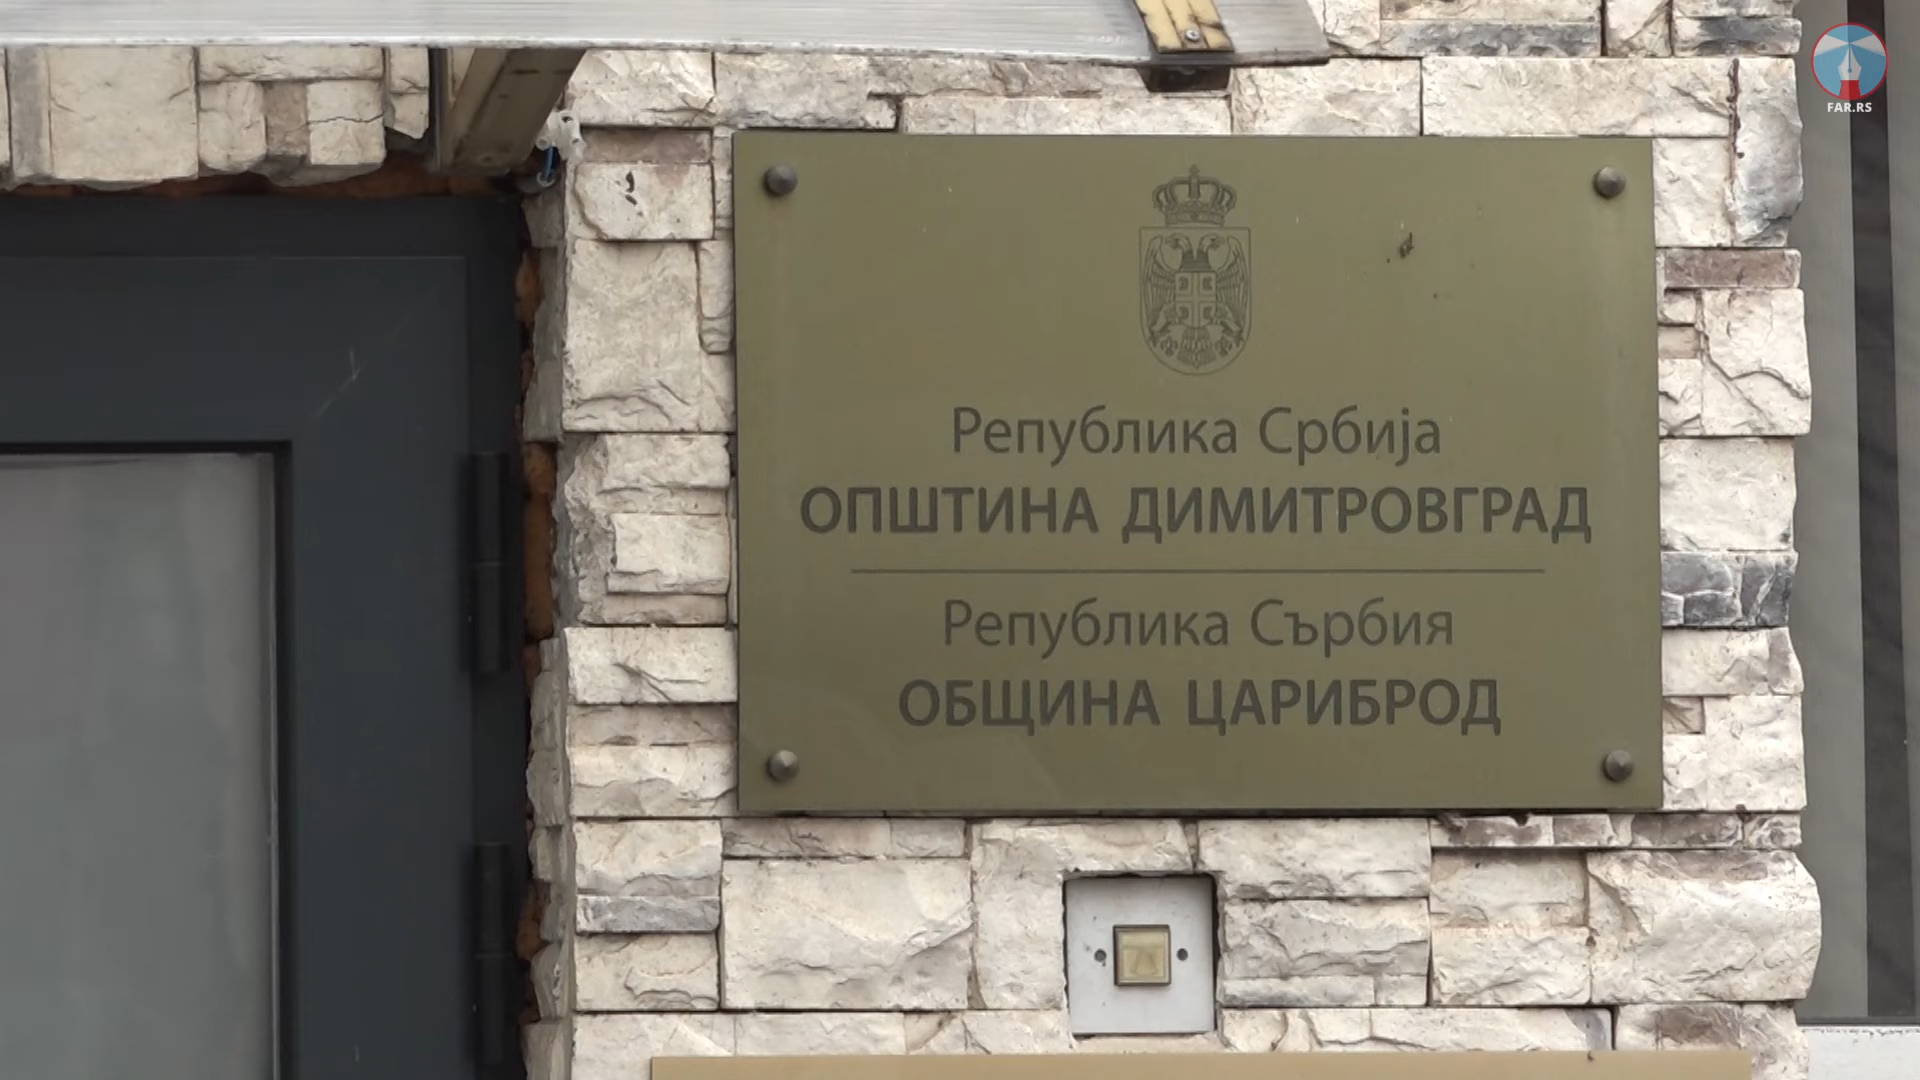 FAR.RS
Република Србија
ОПШТИНА ДИМИТРОВГРАД
Република Сърбия
ОБЩИНА ЦАРИБРОД